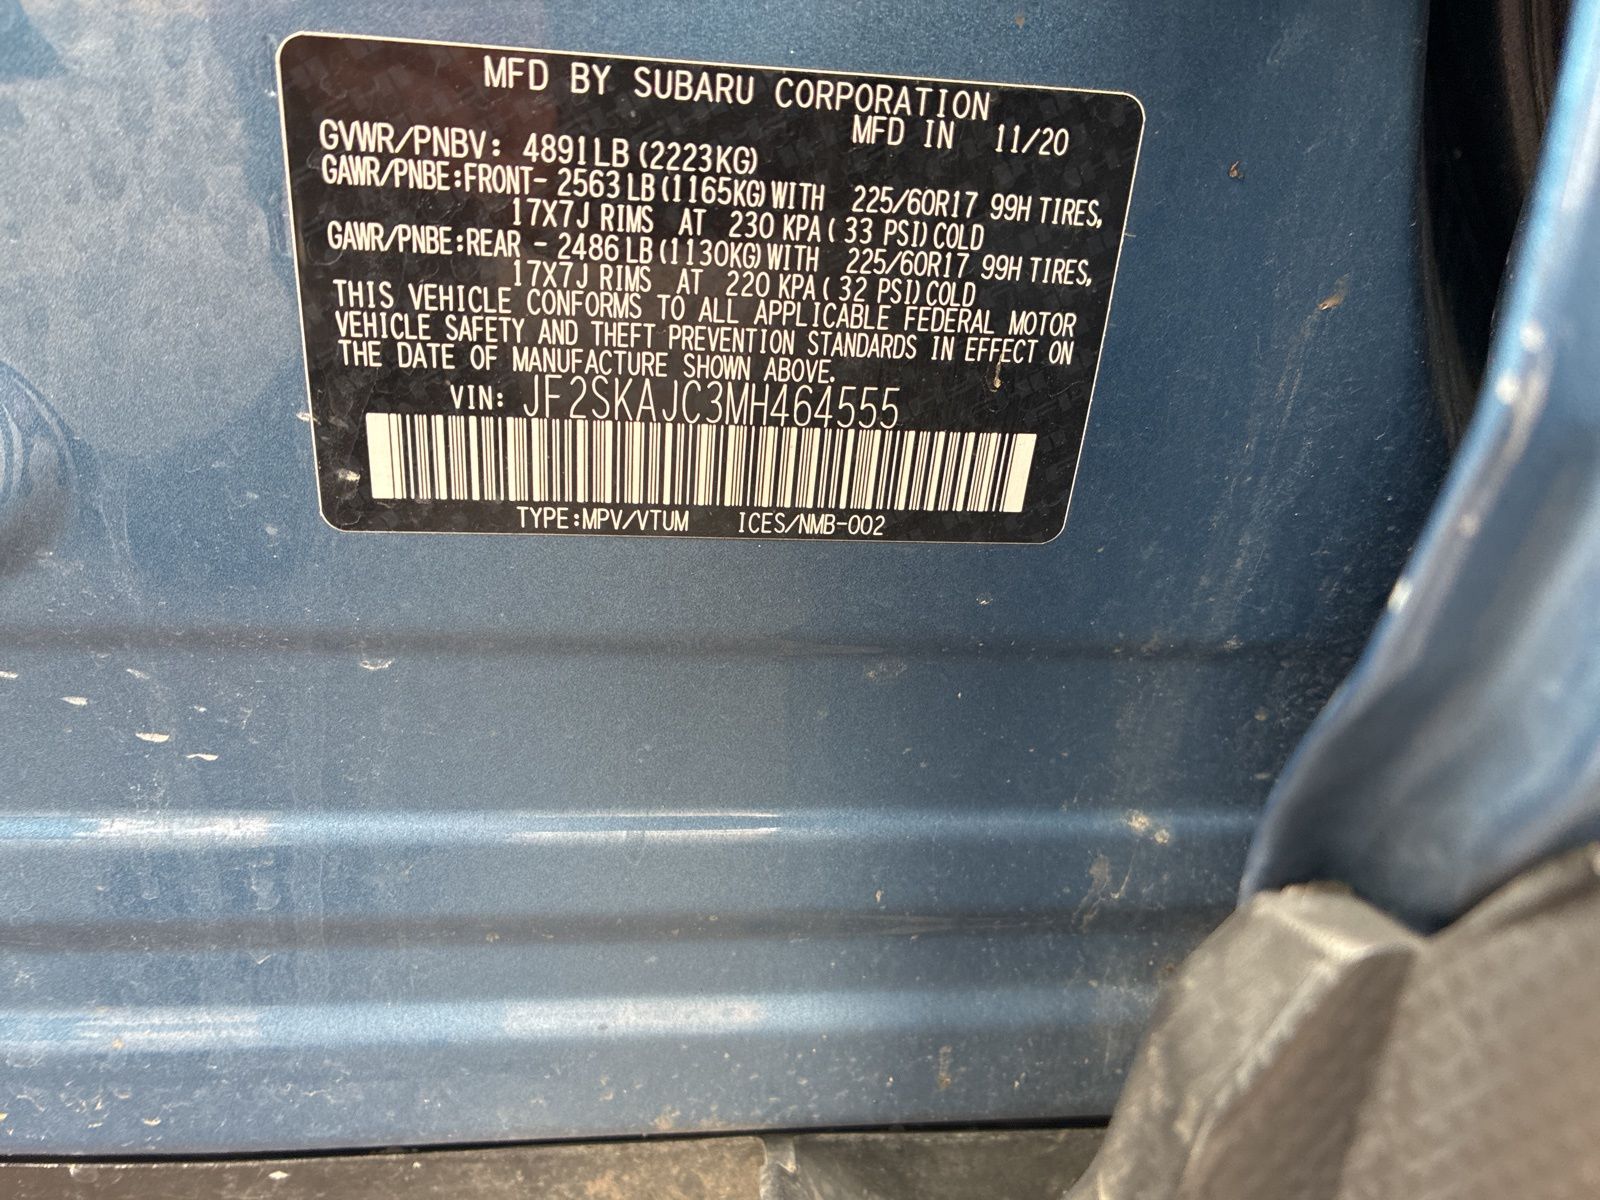 MFD BY SUBARU CORPORATION
MFD IN 11/20
GVWR/PNBV: 4891LB (2223KG)
GAWR/PNBE:FRONT- 2563 LB (1165KG) WITH 225/60R17 99H TIRES,
17X7J RIMS AT 230 KPA ( 33 PSI) COLD
GAWR/PNBE:REAR - 2486 LB (1130KG) WITH 225/60R17 99H TIRES,
17X7J RIMS AT 220 KPA ( 32 PSI) COLD
THIS VEHICLE CONFORMS TO ALL APPLICABLE FEDERAL MOTOR
VEHICLE SAFETY AND THEFT PREVENTION STANDARDS IN EFFECT ON
THE DATE OF MANUFACTURE SHOWN ABOVE.
VIN: JF2SKAJC3MH464555
TYPE:MPV/VTUM ICES/NMB-002